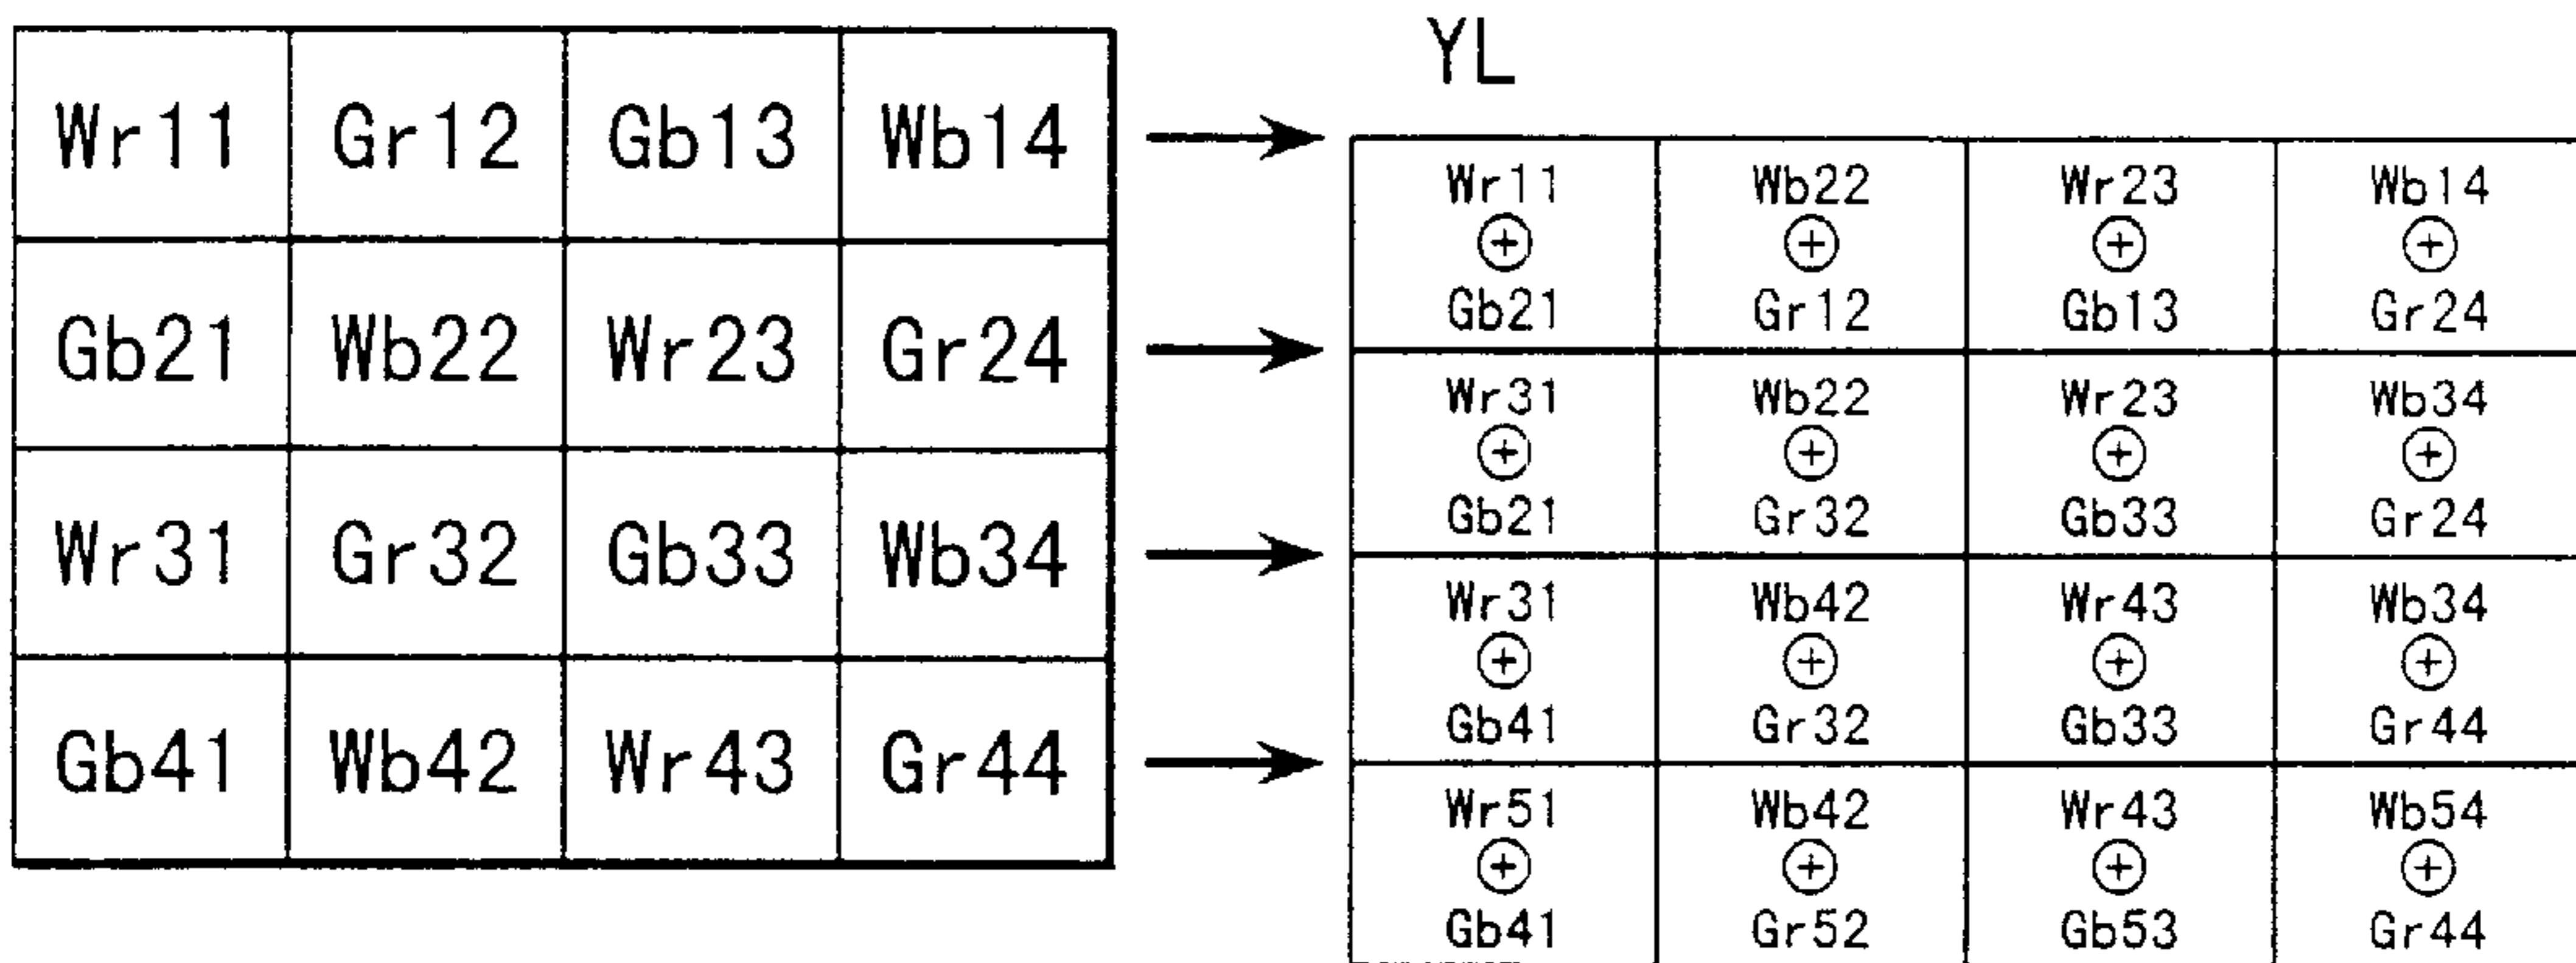 Wr11 Gr12 Gb13 Wb14
Gb21 Wb22 Wr23 Gr24
Wr31 Gr32 Gb33 Wb34
Gb41 Wb42 Wr43 Gr44
YL
Wr11 Wb22 Wr23 Wb14
⊕ ⊕ ⊕ ⊕
Gb21 Gr12 Gb13 Gr24
Wr31 Wb22 Wr23 Wb34
⊕ ⊕ ⊕ ⊕
Gb21 Gr32 Gb33 Gr24
Wr31 Wb42 Wr43 Wb34
⊕ ⊕ ⊕ ⊕
Gb41 Gr32 Gb33 Gr44
Wr51 Wb42 Wr43 Wb54
⊕ ⊕ ⊕ ⊕
Gb41 Gr52 Gb53 Gr44